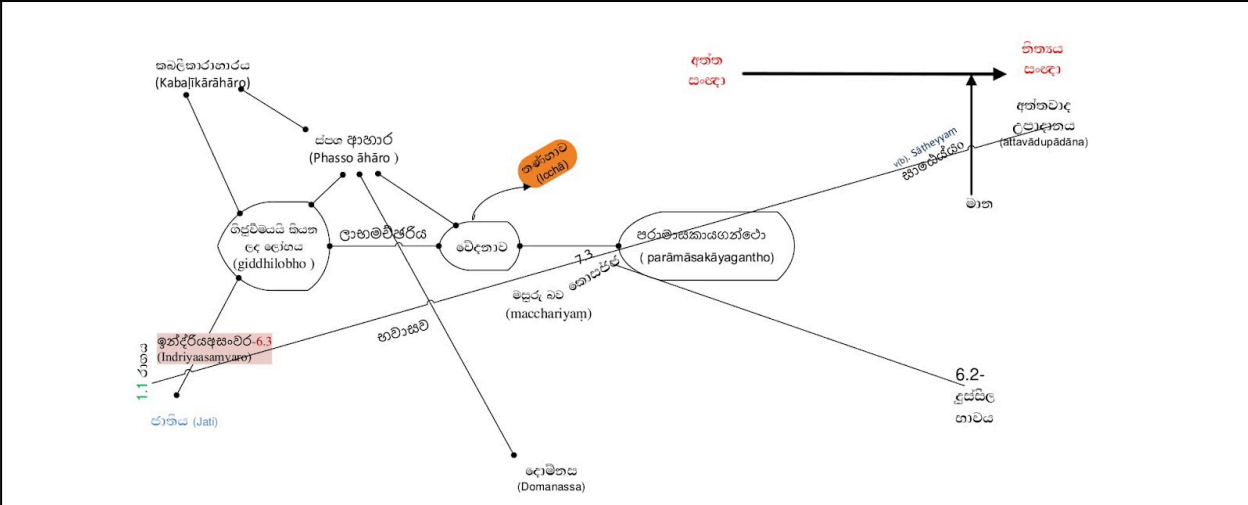 කබලීකාරාහාරය
(Kabaḷīkārāhāro)
ස්පශ ආහාර
(Phasso āhāro )
තණ්හාව
(Icchā)
අත්ත
සංඥා
නිත්‍යය
සංඥා
අත්තවාද
උපාදානය
(attavādupādāna)
v(b). Sāṭheyyaṃ
සාඨෙය්යං
මාන
ගිජුවීමයයි කියන
ලද ලෝභය
(giddhilobho )
ලාභමච්ඡරිය
වේදනාව
පරාමාසකායගන්ථො
( parāmāsakāyagantho)
7.3
කොසජ්ජ
මසුරු බව
(macchariyaṃ)
භවාසව
ඉන්ද්රියඅසංවර-6.3
(Indriyaasaṃvaro)
1.1 රාගය
ජාතිය (Jati)
6.2-
දුස්සිල
භාවය
දොම්නස
(Domanassa)